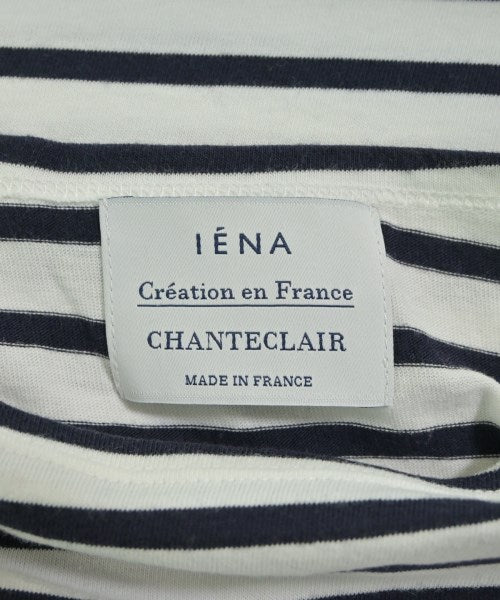 IÉNA
Création en France
CHANTECLAIR
MADE IN FRANCE